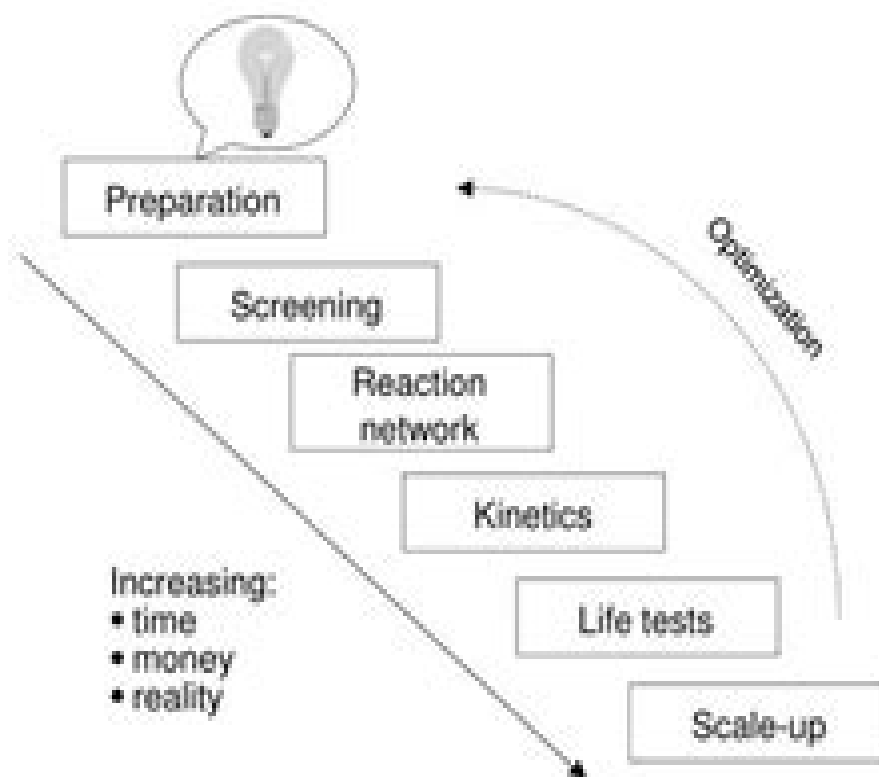 Preparation
Screening
Reaction
network
Kinetics
Life tests
Scale-up
Optimization
Increasing:
• time
• money
• reality